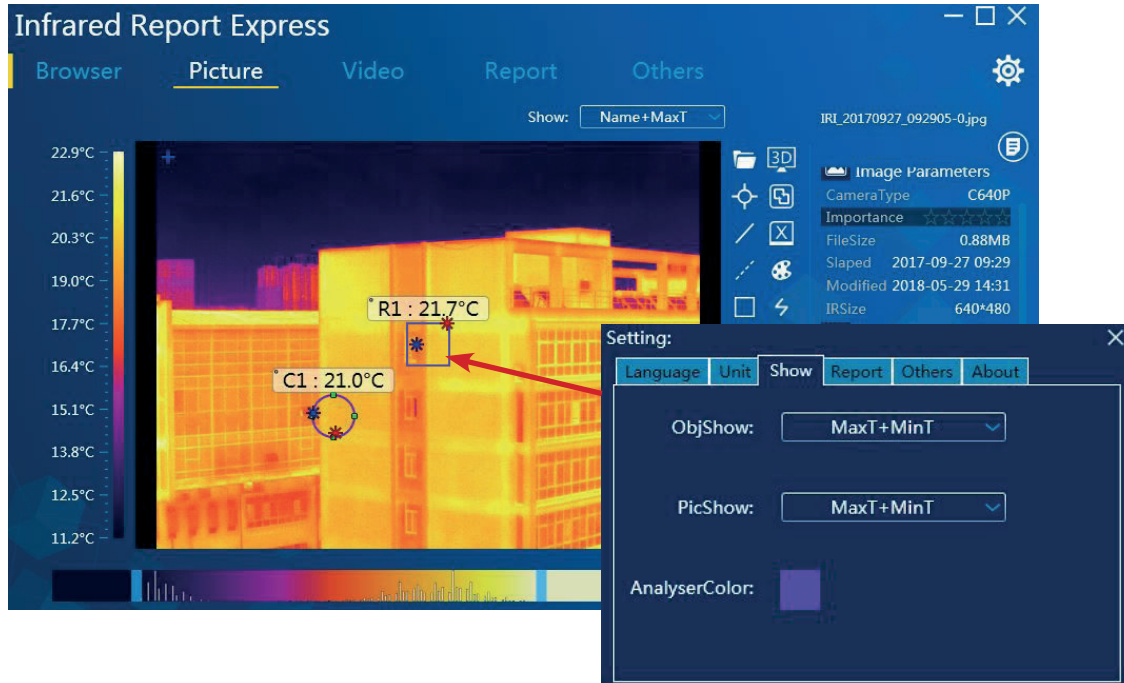 Infrared Report Express
Browser Picture Video Report Others
Show: Name+MaxT
IRI_20170927_092905-0.jpg
22.9°C
21.6°C
20.3°C
19.0°C
17.7°C
16.4°C
15.1°C
13.8°C
12.5°C
11.2°C
R1 : 21.7°C
C1 : 21.0°C
3D
X
Image Parameters
CameraType C640P
Importance
FileSize 0.88MB
Slaped 2017-09-27 09:29
Modified 2018-05-29 14:31
IRSize 640*480
Setting:
Language Unit Show Report Others About
ObjShow: MaxT+MinT
PicShow: MaxT+MinT
AnalyserColor: